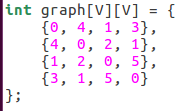 int graph[V][V] = {
    {0, 4, 1, 3},
    {4, 0, 2, 1},
    {1, 2, 0, 5},
    {3, 1, 5, 0}
};